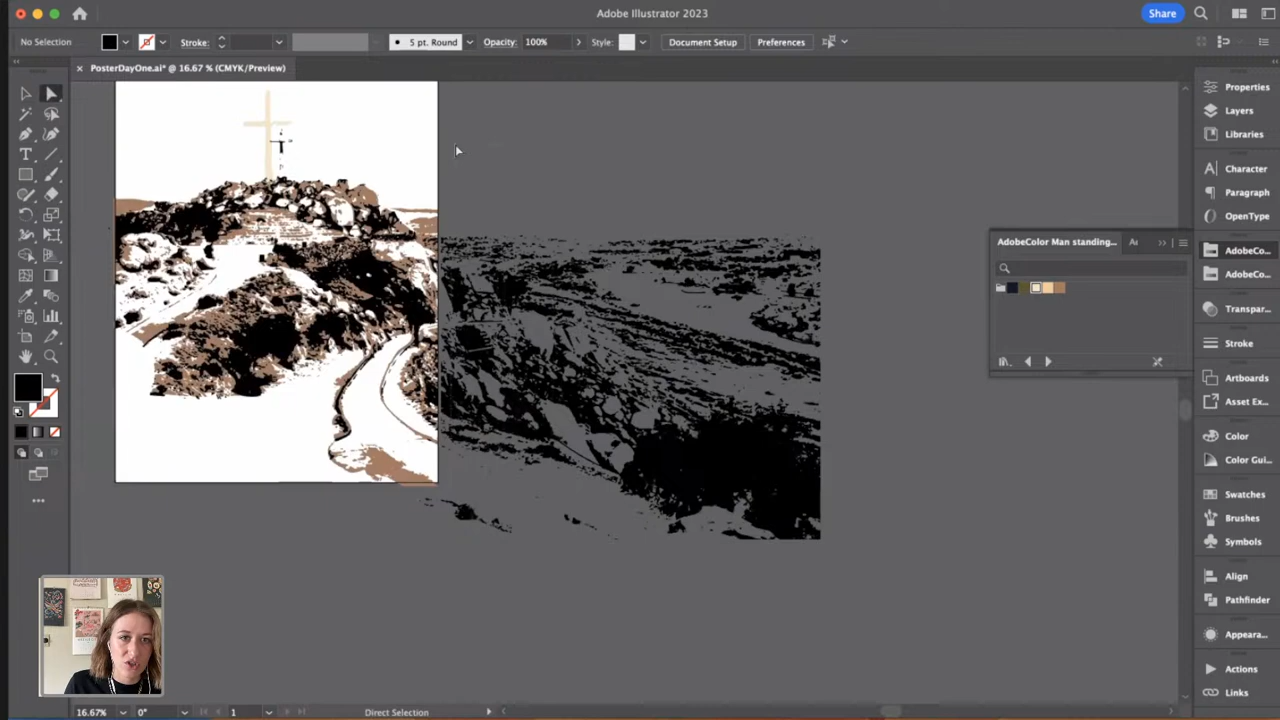 Adobe Illustrator 2023
Share
No Selection
Stroke:
5 pt. Round
Opacity: 100%
Style:
Document Setup
Preferences
PosterDayOne.ai* @ 16.67 % (CMYK/Preview)
Properties
Layers
Libraries
Character
Paragraph
OpenType
AdobeColor Man standing...
AdobeCo...
AdobeCo...
Transpar...
Stroke
Artboards
Asset Ex...
Color
Color Gui...
Swatches
Brushes
Symbols
Align
Pathfinder
Appeara...
Actions
Links
16.67%
0°
1
Direct Selection